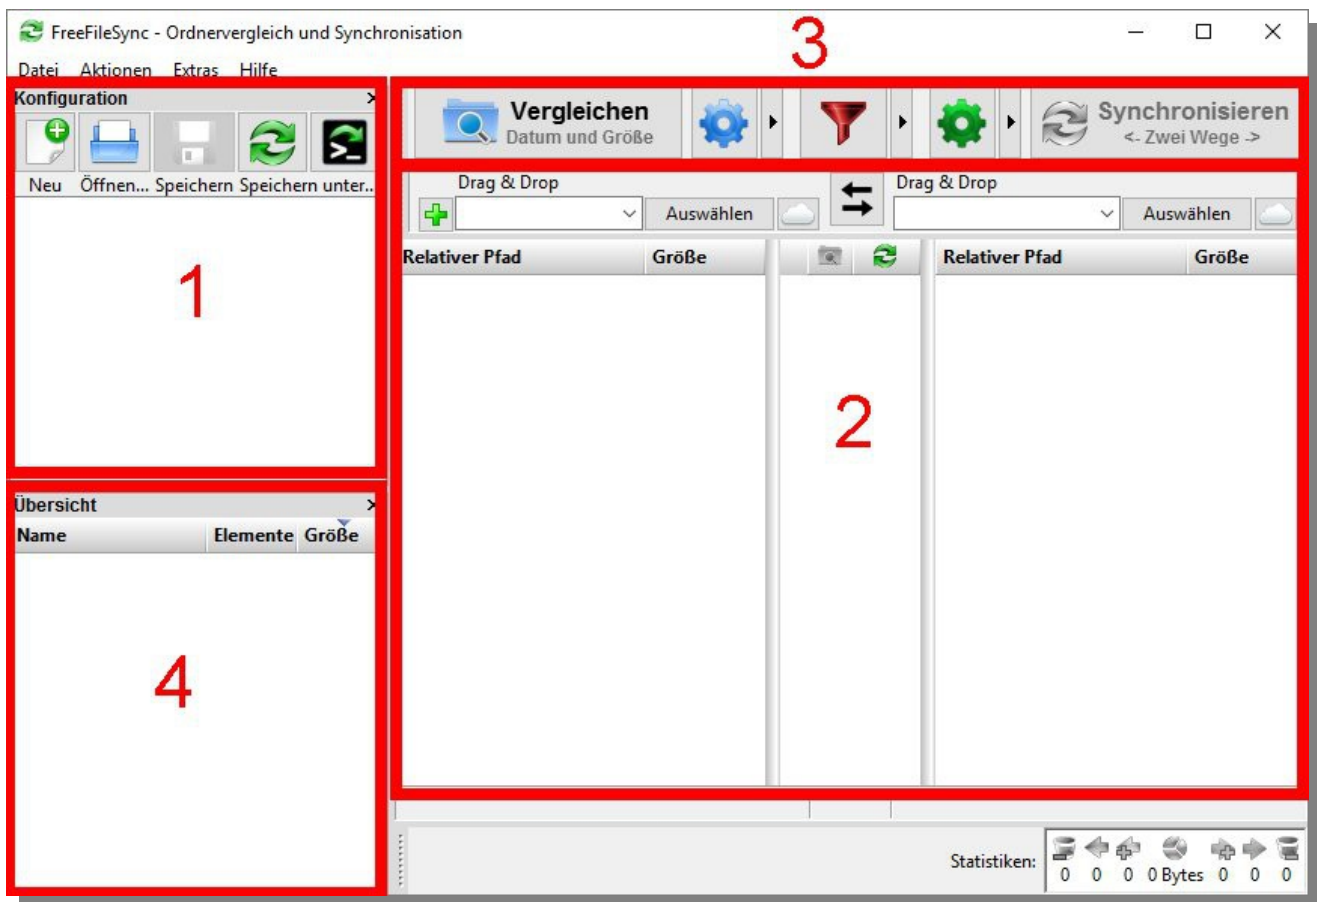 FreeFileSync - Ordnervergleich und Synchronisation
3
Datei Aktionen Extras Hilfe
Konfiguration
Neu Öffnen... Speichern Speichern unter...
1
Vergleichen
Datum und Größe
Synchronisieren
<- Zwei Wege ->
Drag & Drop
Auswählen
Drag & Drop
Auswählen
Relativer Pfad Größe
Relativer Pfad Größe
2
Übersicht
Name Elemente Größe
4
Statistiken:
0 0 0 0 Bytes 0 0 0